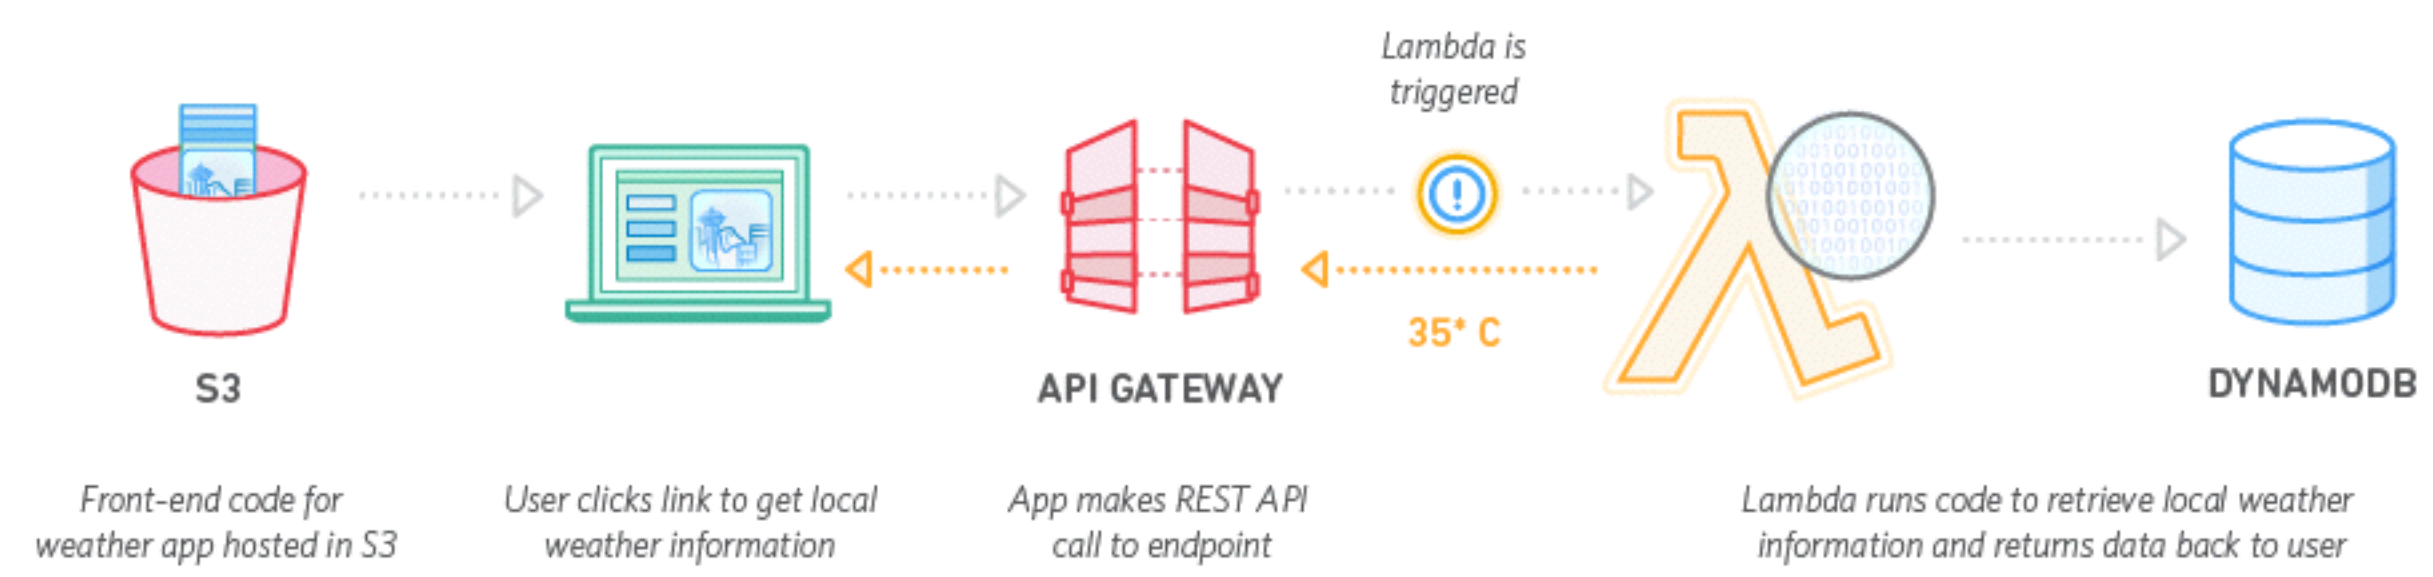 Lambda is
triggered
35* C
S3
API GATEWAY
DYNAMODB
Front-end code for
weather app hosted in S3
User clicks link to get local
weather information
App makes REST API
call to endpoint
Lambda runs code to retrieve local weather
information and returns data back to user